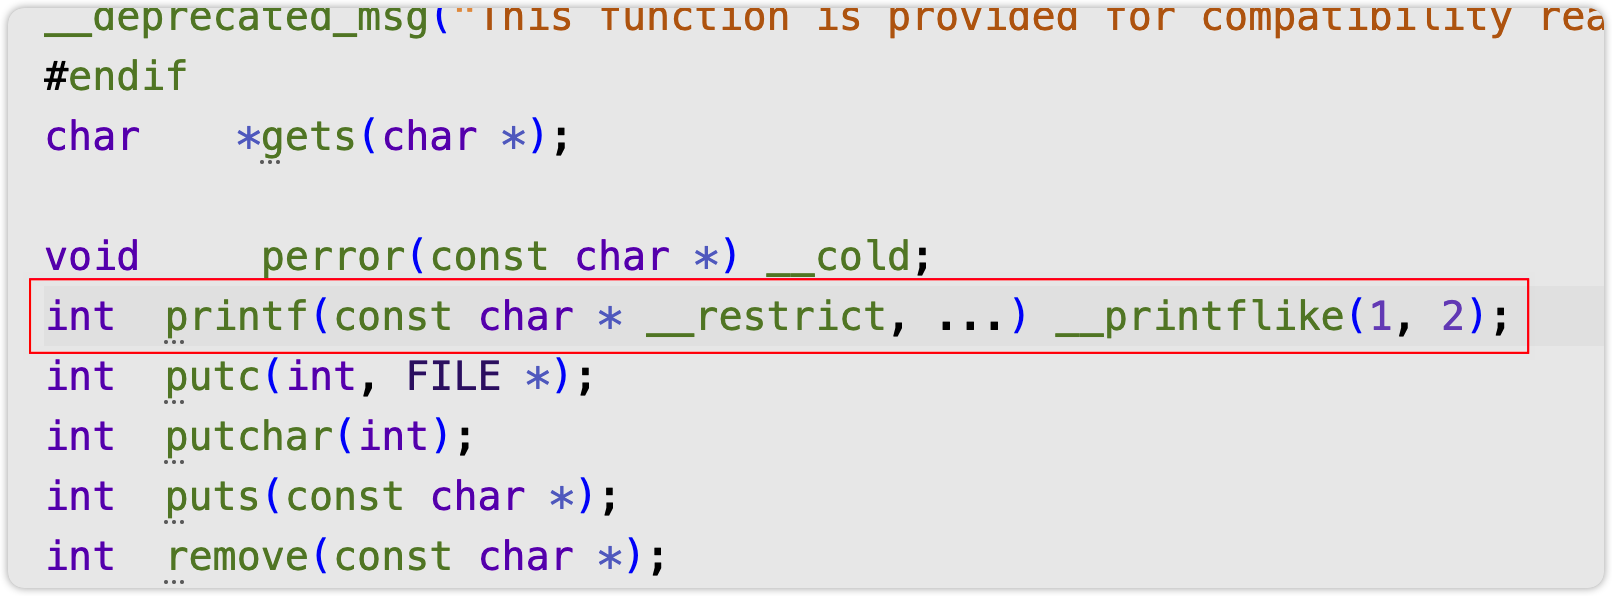 __deprecated_msg("This function is provided for compatibility rea
#endif
char    *gets(char *);
void     perror(const char *) __cold;
int  printf(const char * __restrict, ...) __printflike(1, 2);
int  putc(int, FILE *);
int  putchar(int);
int  puts(const char *);
int  remove(const char *);